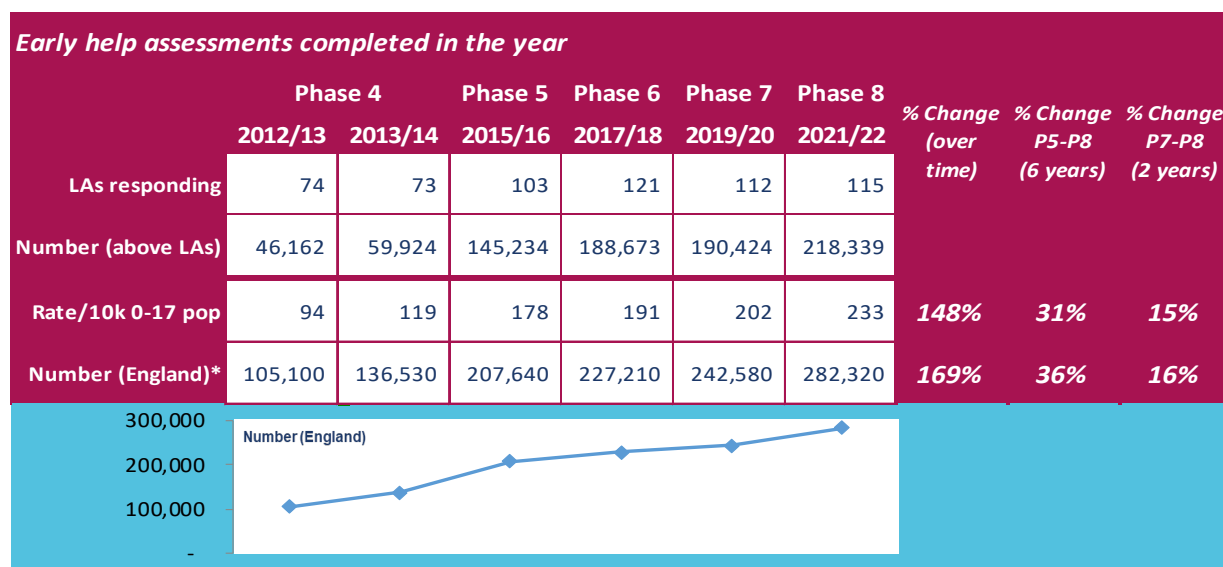 Early help assessments completed in the year
Phase 4 Phase 5 Phase 6 Phase 7 Phase 8
2012/13 2013/14 2015/16 2017/18 2019/20 2021/22
% Change (over time)
% Change P5-P8 (6 years)
% Change P7-P8 (2 years)
LAs responding 74 73 103 121 112 115
Number (above LAs) 46,162 59,924 145,234 188,673 190,424 218,339
Rate/10k 0-17 pop 94 119 178 191 202 233 148% 31% 15%
Number (England)* 105,100 136,530 207,640 227,210 242,580 282,320 169% 36% 16%
Number (England)
300,000
200,000
100,000
-